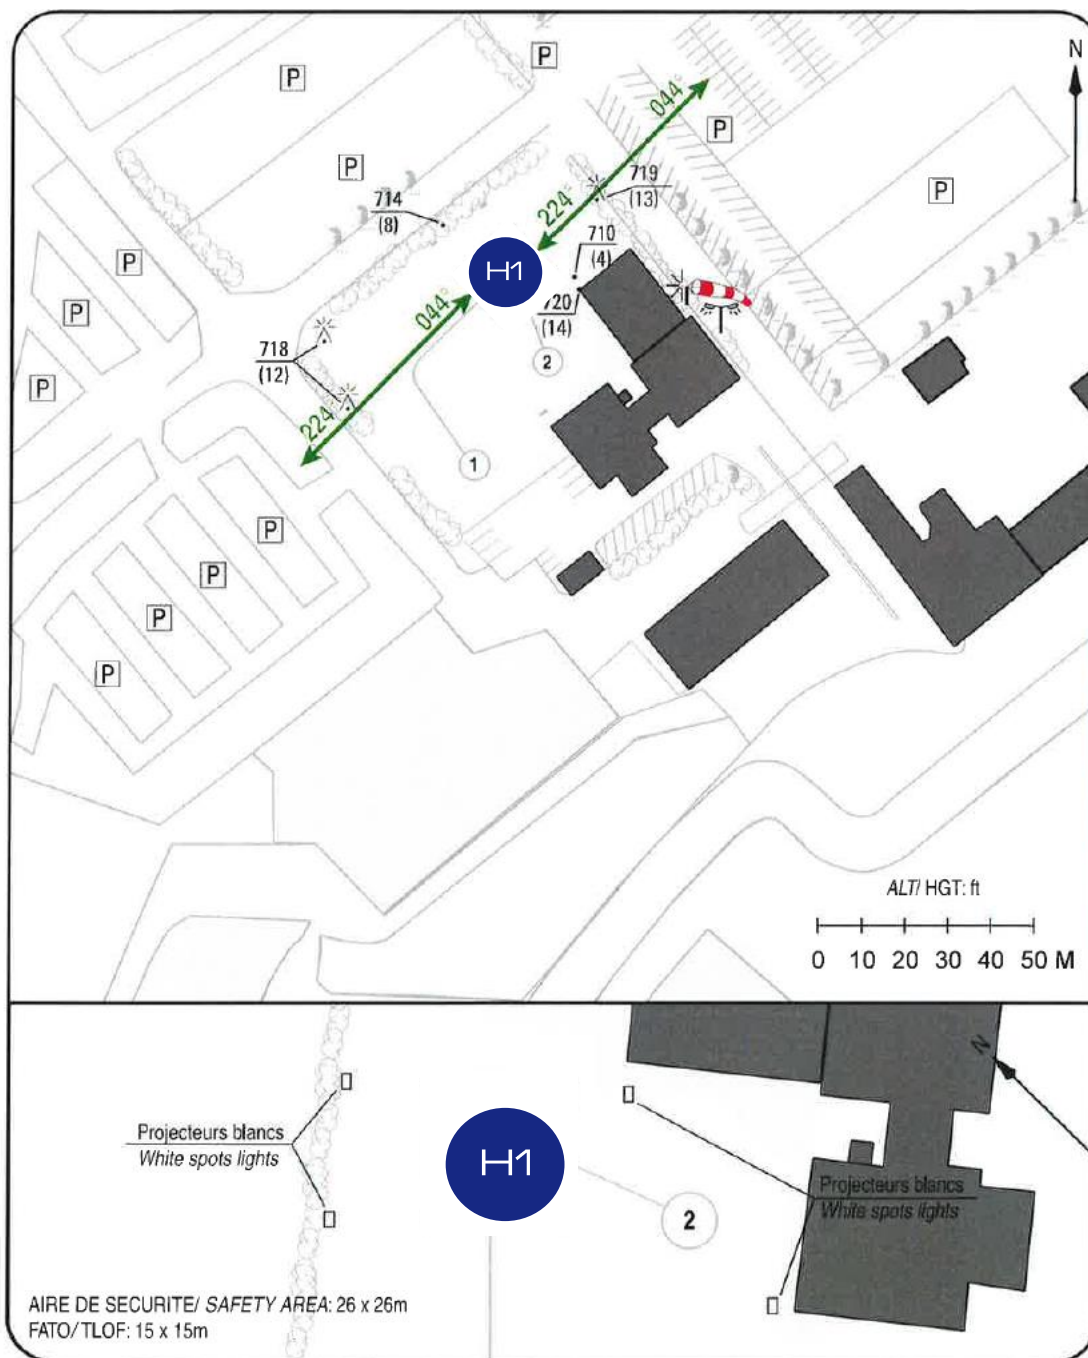 P
P
N
044°
P
P
719
(13)
P
714
(8)
224°
710
(4)
H1
P
720
(14)
044°
P
718
(12)
2
P
224°
1
P
P
P
P
ALT/ HGT: ft
0 10 20 30 40 50 M
N
Projecteurs blancs
White spots lights
H1
Projecteurs blancs
White spots lights
2
AIRE DE SECURITE/ SAFETY AREA: 26 x 26m
FATO/TLOF: 15 x 15m